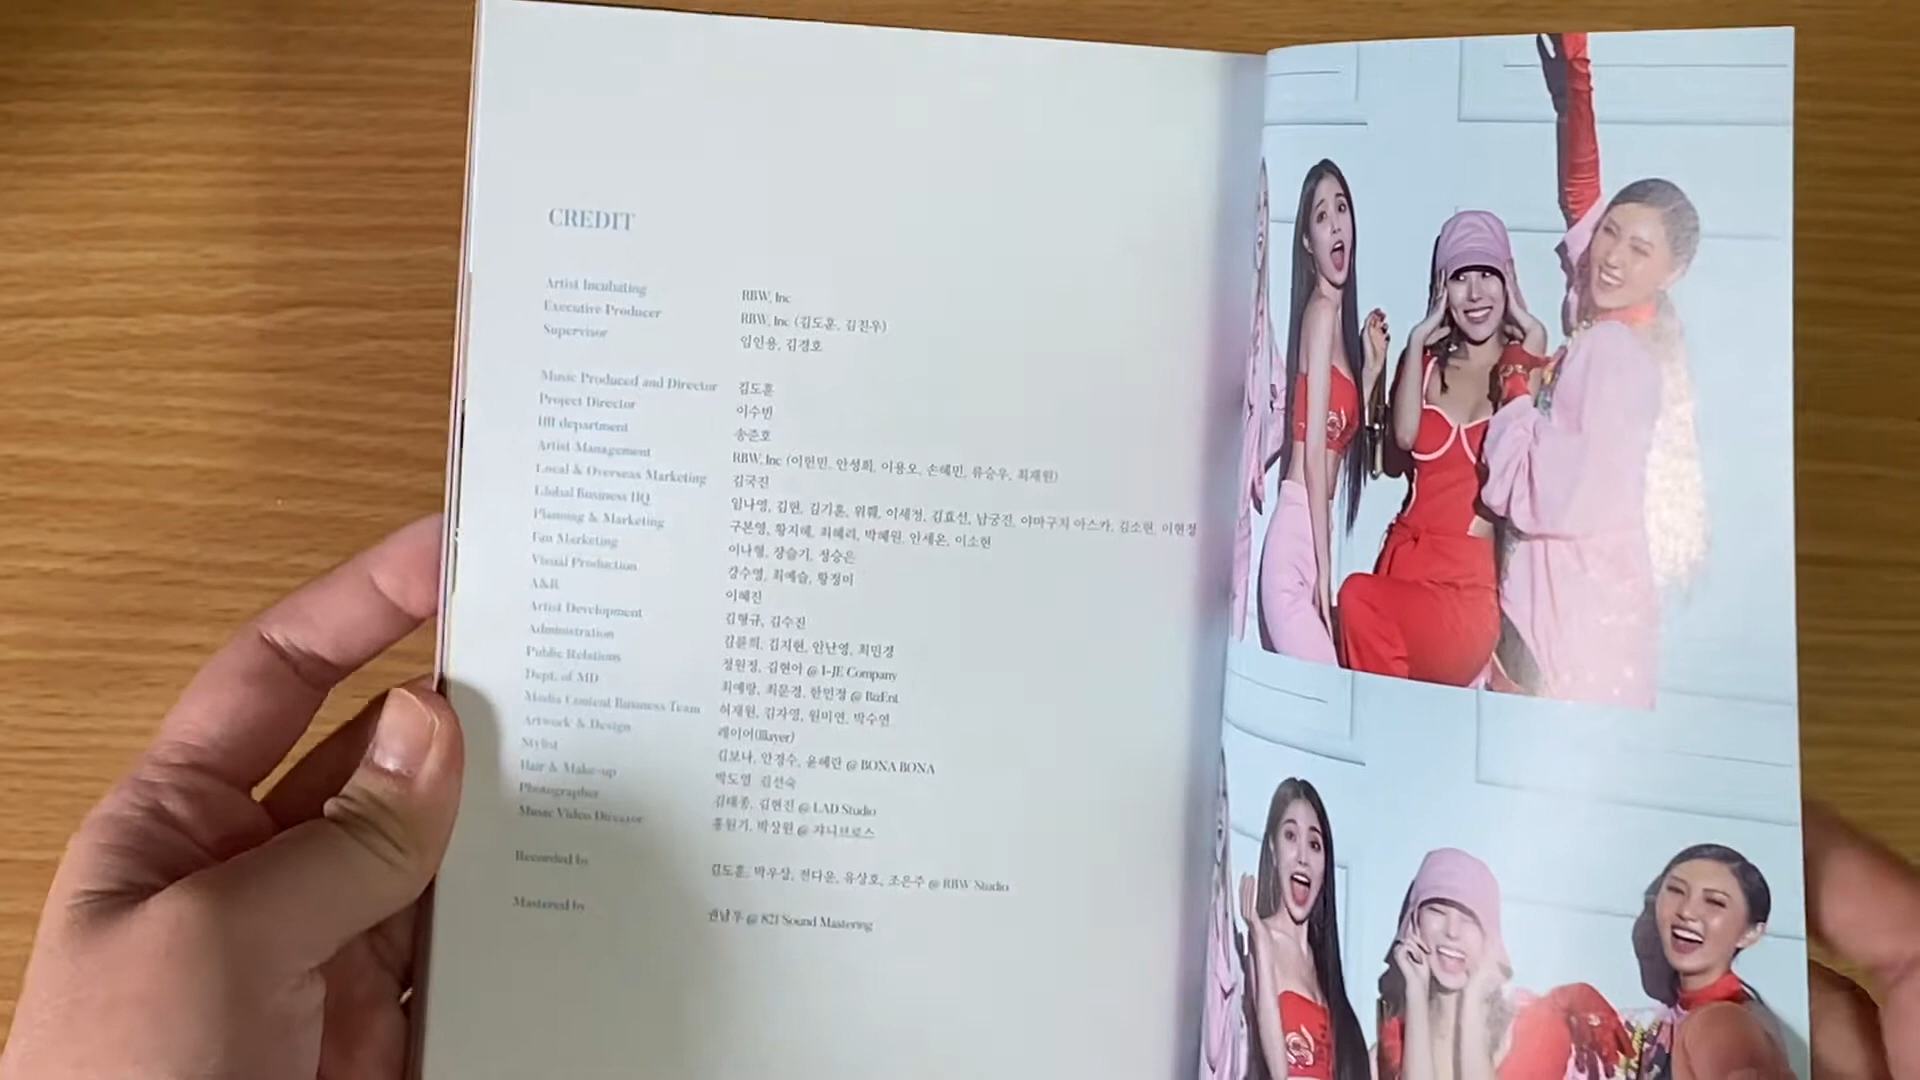 CREDIT
Artist Incubating RBW, Inc
Executive Producer RBW, Inc (김도훈, 김진우)
Supervisor 임인용, 김경호
Music Produced and Director 김도훈
Project Director 이수빈
HR department 송준호
Artist Management RBW, Inc (이헌민, 안성희, 이용오, 손혜민, 류승우, 최재원)
Local & Overseas Marketing 김국진
Global Business HQ 임나영, 김현, 김기훈, 위훼, 이세정, 김효선, 남궁진, 야마구치 아스카, 김소현, 이현정
Planning & Marketing 구본영, 황지혜, 최혜리, 박혜원, 안세온, 이소현
Fan Marketing 이나형, 장슬기, 정승은
Visual Production 강수영, 최예슬, 황정미
A&R 이혜진
Artist Development 김형규, 김수진
Administration 김윤희, 김지현, 안난영, 최민경
Public Relations 정원정, 김현아 @ I-JE Company
Dept. of MD 최예랑, 최문경, 한민정 @ BizEnt
Media Content Business Team 허재원, 김자영, 원미연, 박수연
Artwork & Design 레이어(lllayer)
Stylist 김보나, 안경수, 윤혜란 @ BONA BONA
Hair & Make-up 박도영 김선숙
Photographer 김태종, 김현진 @ LAD Studio
Music Video Director 홍원기, 박상원 @ 쟈니브로스
Recorded by 김도훈, 박우상, 전다운, 유상호, 조은주 @ RBW Studio
Mastered by 권남우 @ 821 Sound Mastering